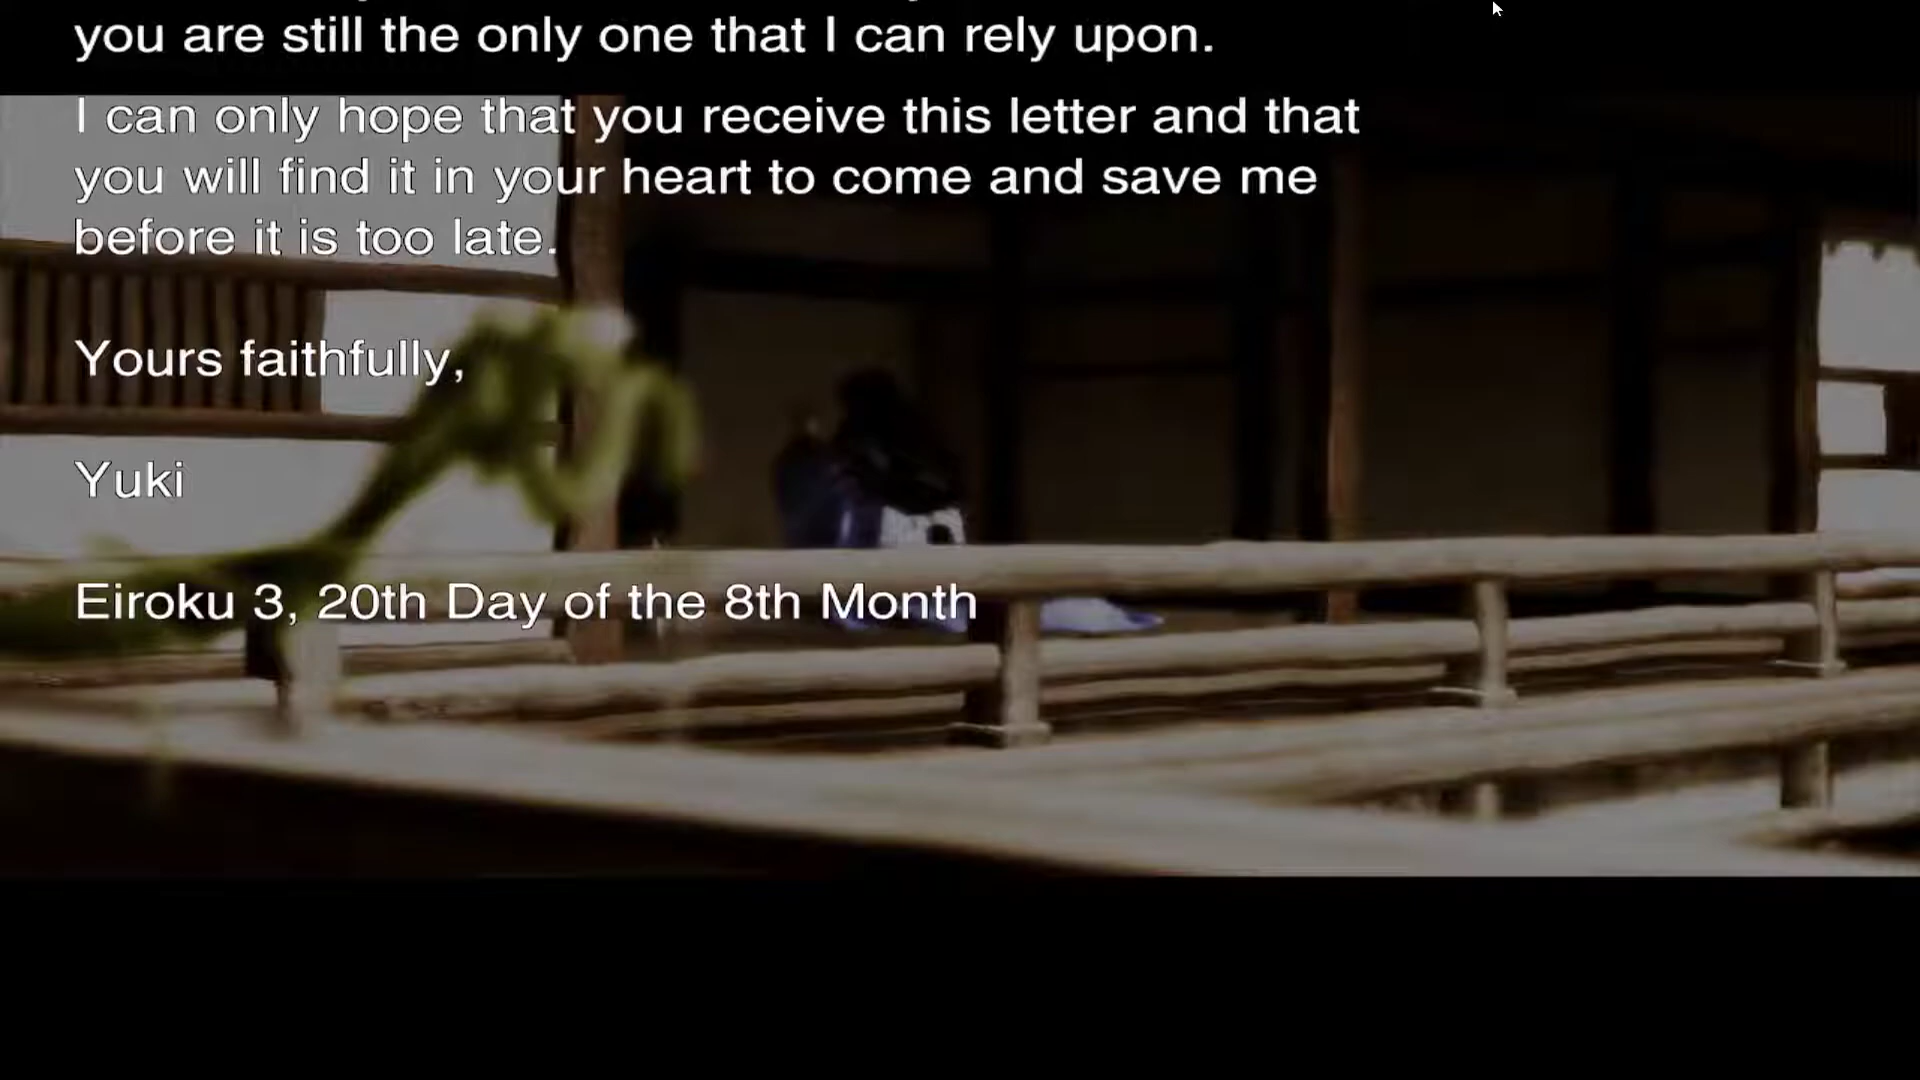 you are still the only one that I can rely upon.
I can only hope that you receive this letter and that
you will find it in your heart to come and save me
before it is too late.
Yours faithfully,
Yuki
Eiroku 3, 20th Day of the 8th Month